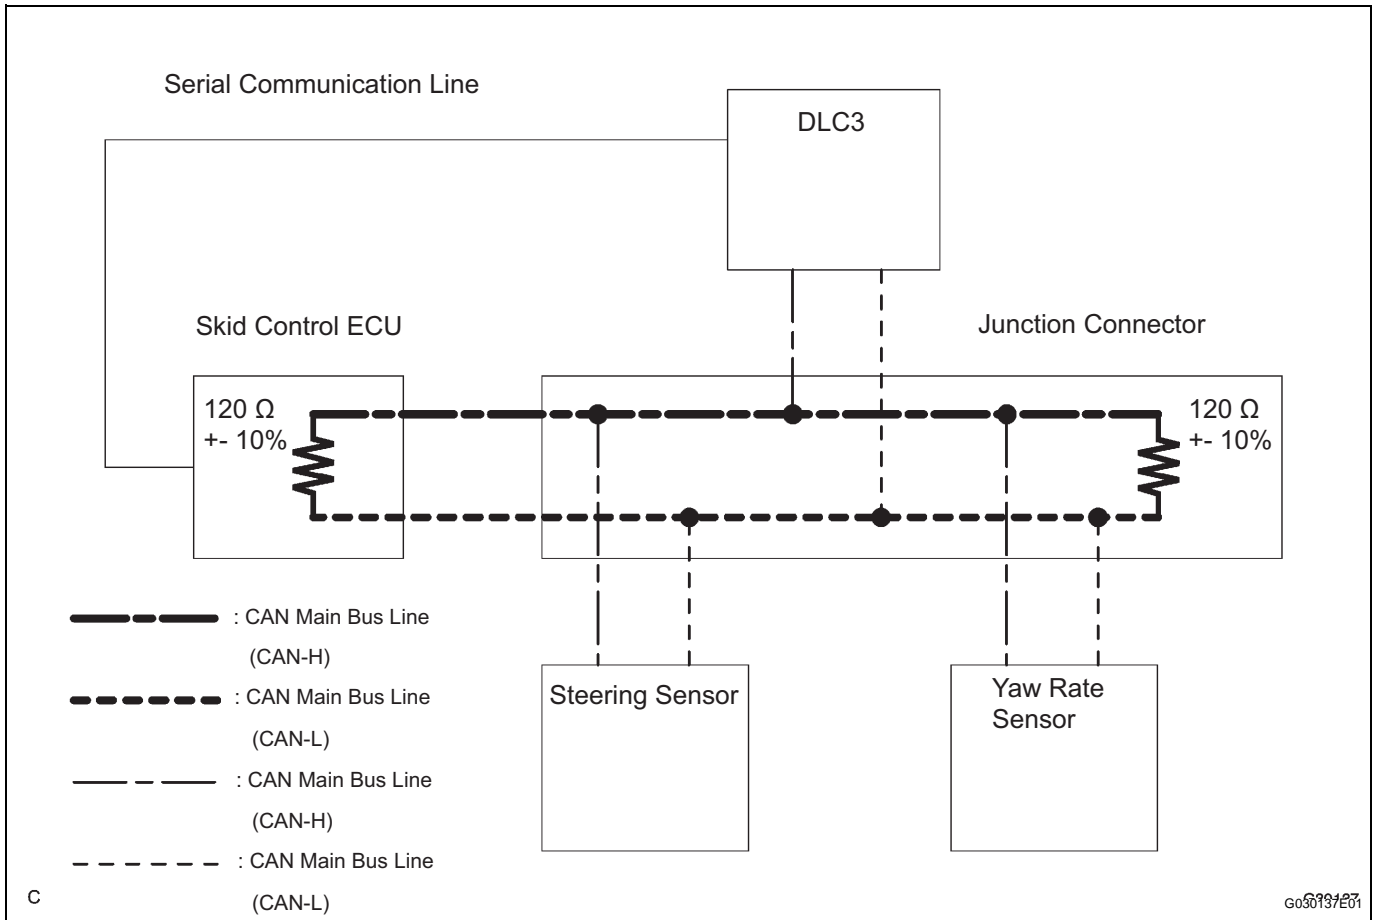 Serial Communication Line
DLC3
Skid Control ECU
Junction Connector
120 Ω
+- 10%
120 Ω
+- 10%
: CAN Main Bus Line
(CAN-H)
: CAN Main Bus Line
(CAN-L)
: CAN Main Bus Line
(CAN-H)
: CAN Main Bus Line
(CAN-L)
Steering Sensor
Yaw Rate
Sensor
C
G030137E01